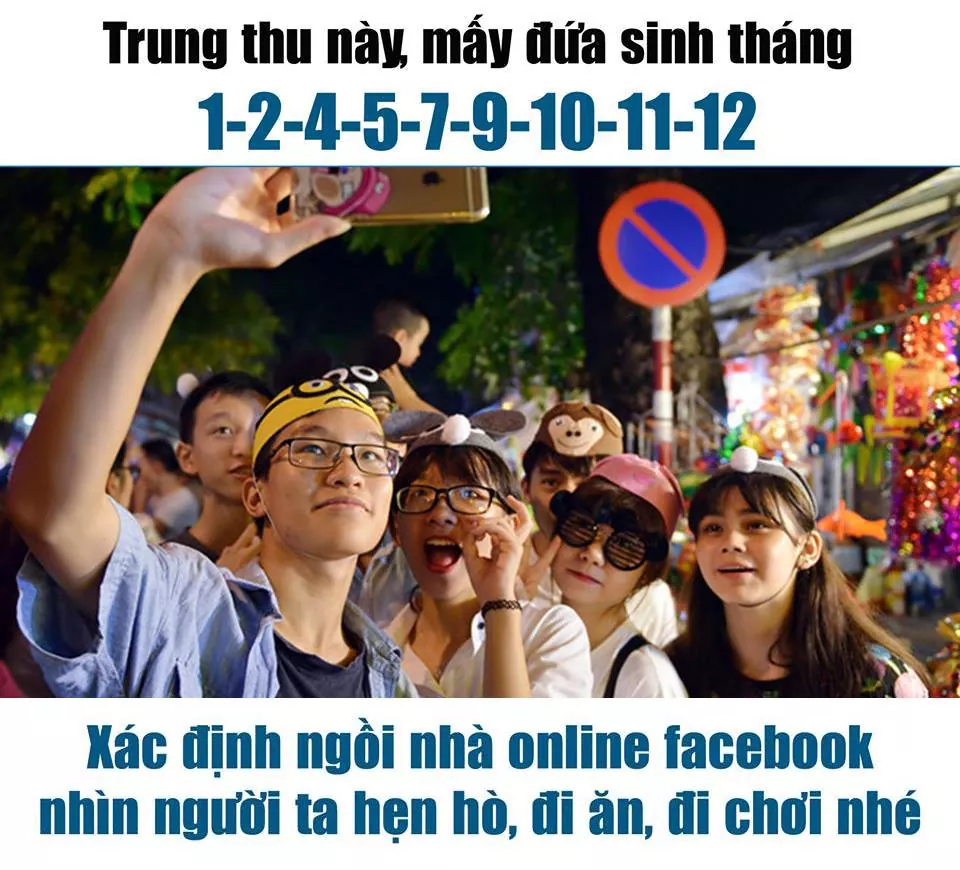 Trung thu này, mấy đứa sinh tháng
1-2-4-5-7-9-10-11-12
Xác định ngồi nhà online facebook
nhìn người ta hẹn hò, đi ăn, đi chơi nhé